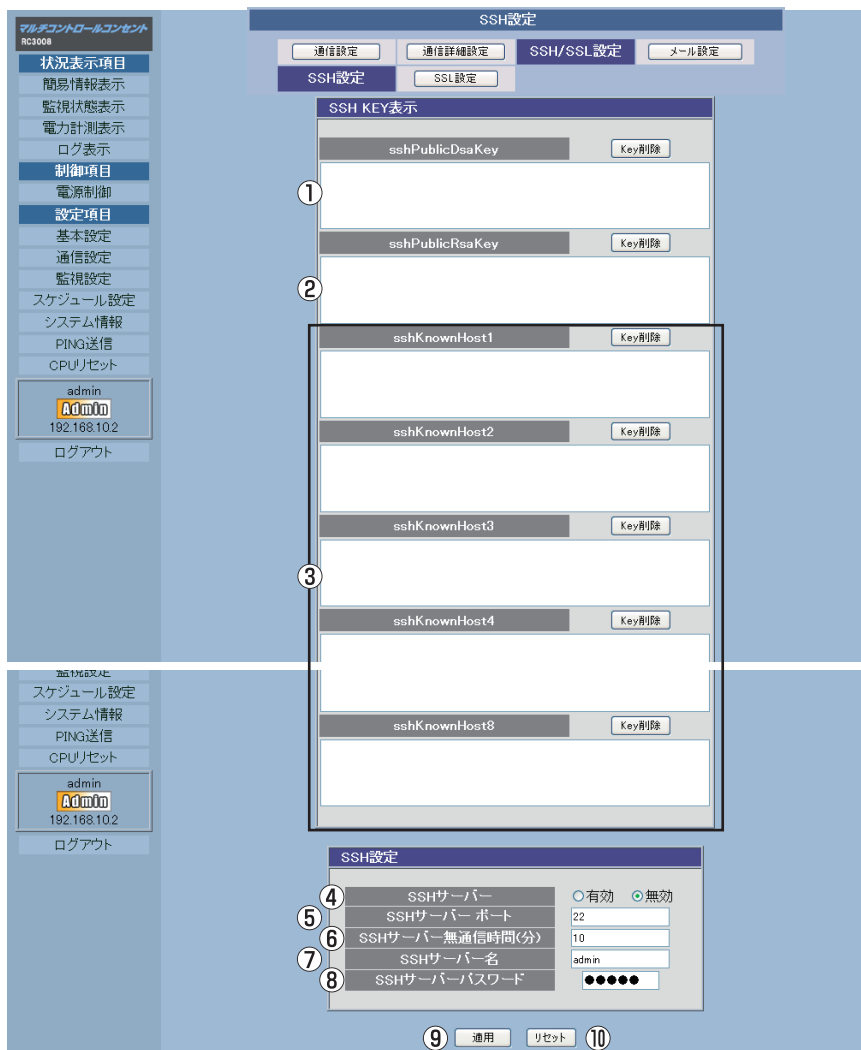 SSH設定
マルチコントロールコンセント
RC3008
状況表示項目
簡易情報表示
監視状態表示
電力計測表示
ログ表示
制御項目
電源制御
設定項目
基本設定
通信設定
監視設定
スケジュール設定
システム情報
PING送信
CPUリセット
admin
Admin
192.168.10.2
ログアウト
通信設定 通信詳細設定 SSH/SSL設定 メール設定
SSH設定 SSL設定
SSH KEY表示
sshPublicDsaKey Key削除
①
sshPublicRsaKey Key削除
②
sshKnownHost1 Key削除
sshKnownHost2 Key削除
sshKnownHost3 Key削除
③
sshKnownHost4 Key削除
監視設定
スケジュール設定
システム情報
PING送信
CPUリセット
admin
Admin
192.168.10.2
ログアウト
sshKnownHost8 Key削除
SSH設定
④ SSHサーバー 有効 無効
⑤ SSHサーバー ポート 22
⑥ SSHサーバー無通信時間(分) 10
⑦ SSHサーバー名 admin
⑧ SSHサーバーパスワード ●●●●●
⑨ 適用 リセット ⑩